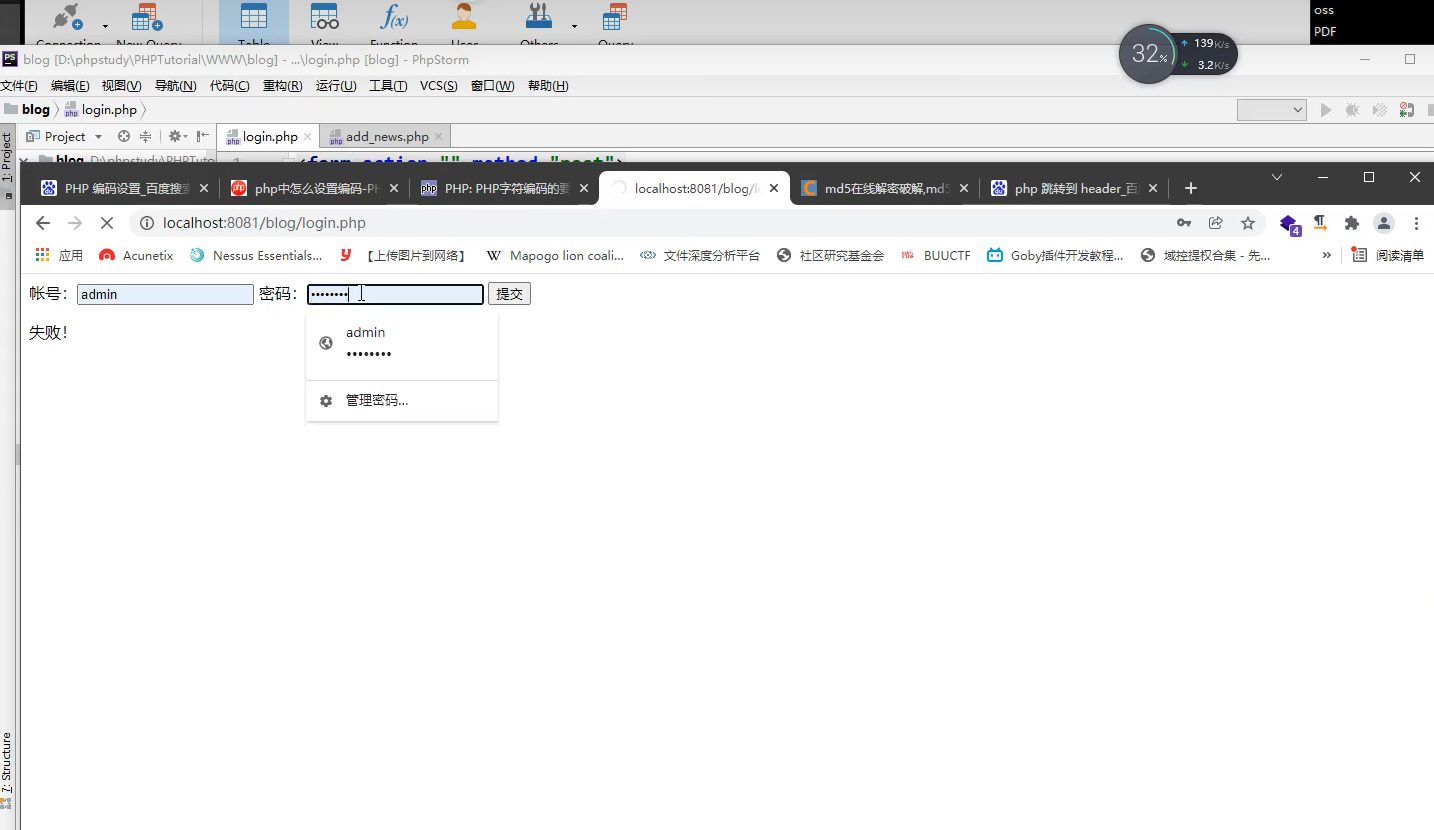 Connection New Query Table View Function User Others Query
oss
PDF
32% 139K/s
3.2K/s
PS blog [D:\phpstudy\PHPTutorial\WWW\blog] - ...\login.php [blog] - PhpStorm
文件(F) 编辑(E) 视图(V) 导航(N) 代码(C) 重构(R) 运行(U) 工具(T) VCS(S) 窗口(W) 帮助(H)
blog login.php
1: Project
Project login.php add_news.php
blog D:\phpstudy\PHPTuto
1 <form action="" method="post">
PHP 编码设置_百度搜索 php中怎么设置编码-PH PHP: PHP字符编码的要 localhost:8081/blog/l md5在线解密破解,md5 php 跳转到 header_百
localhost:8081/blog/login.php
4
应用 Acunetix Nessus Essentials... 【上传图片到网络】 Mapogo lion coali... 文件深度分析平台 社区研究基金会 BUUCTF Goby插件开发教程... 域控提权合集 - 先... » 阅读清单
帐号： admin 密码： •••••••• 提交
失败！
admin
••••••••
管理密码...
7: Structure